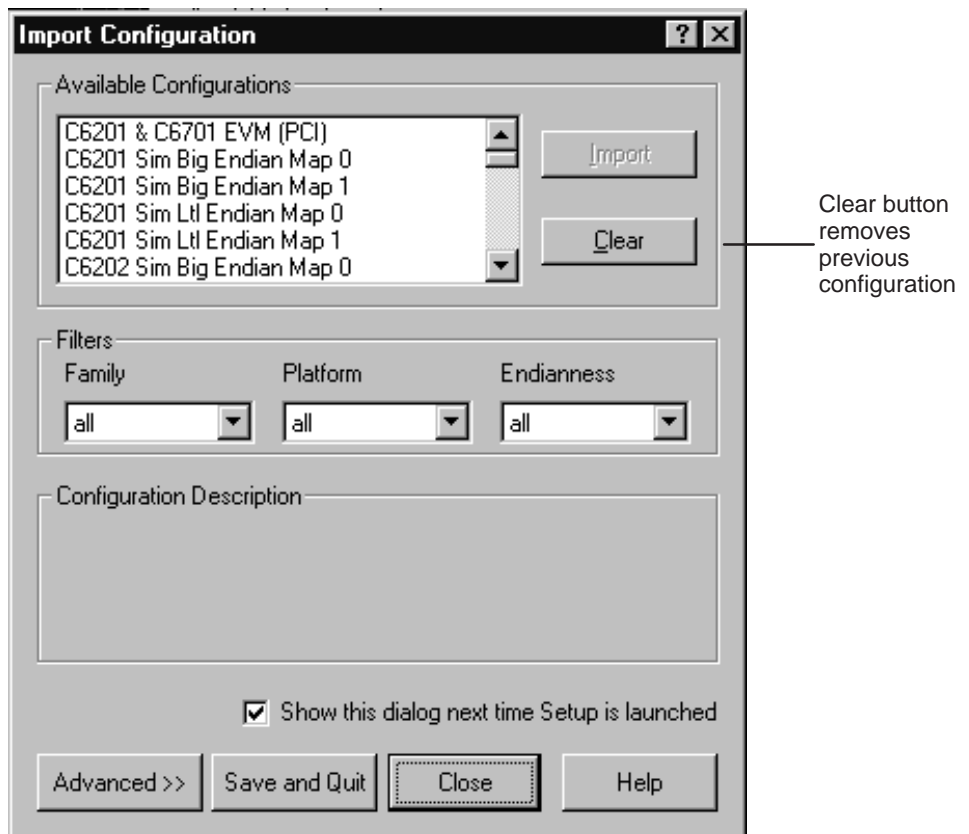 Import Configuration
Available Configurations
C6201 & C6701 EVM (PCI)
C6201 Sim Big Endian Map 0
C6201 Sim Big Endian Map 1
C6201 Sim Ltl Endian Map 0
C6201 Sim Ltl Endian Map 1
C6202 Sim Big Endian Map 0
Import
Clear
Clear button
removes
previous
configuration
Filters
Family
Platform
Endianness
all
all
all
Configuration Description
Show this dialog next time Setup is launched
Advanced >>
Save and Quit
Close
Help